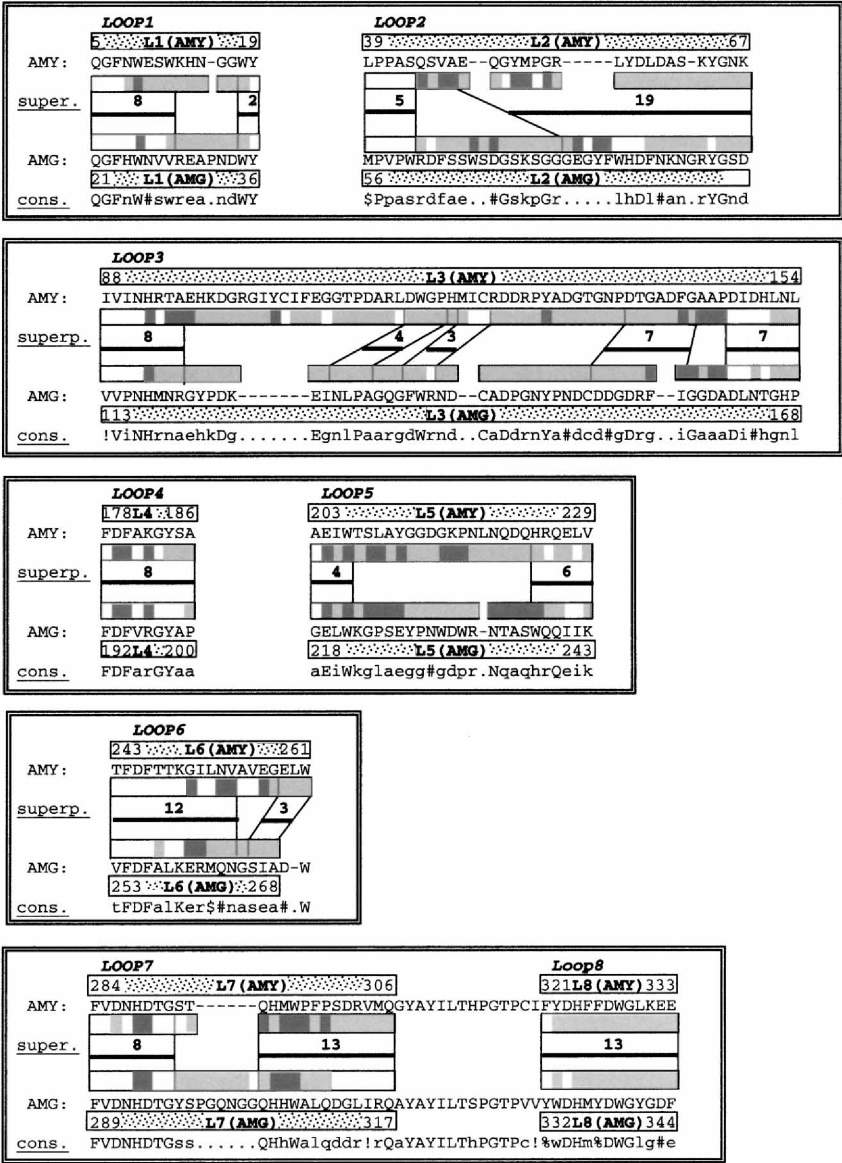 LOOP1 LOOP2
5 L1(AMY) 19 39 L2(AMY) 67
AMY: QGFNWESWKHN-GGWY LPPASQSVAE--QGYMPGR-----LYDLDAS-KYGNK
super. 8 2 5 19
AMG: QGFHWNVVREAPNDWY MPVPWRDFSSWSDGSKSGGGEGYFWHDFNKNGRYGSD
21 L1(AMG) 36 56 L2(AMG)
cons. QGFnW#swrea.ndWY $Ppasrdfae..#GskpGr.....lhDl#an.rYGnd
LOOP3
88 L3(AMY) 154
AMY: IVINHRTAEHKDGRGIYCIFEGGTPDARLDWGPHMICRDDRPYADGTGNPDTGADFGAAPDIDHLNL
superp. 8 4 3 7 7
AMG: VVPNHMNRGYPDK-------EINLPAGQGFWRND--CADPGNYPNDCDDGDRF--IGGDADLNTGHP
113 L3(AMG) 168
cons. !ViNHrnaehkDg.......EgnlPaargdWrnd..CaDdrnYa#dcd#gDrg..iGaaaDi#hgnl
LOOP4 LOOP5
178 L4 186 203 L5(AMY) 229
AMY: FDFAKGYSA AEIWTSLAYGGDGKPNLNQDQHRQELV
superp. 8 4 6
AMG: FDFVRGYAP GELWKGPSEYPNWDWR-NTASWQQIIK
192 L4 200 218 L5(AMG) 243
cons. FDFarGYaa aEiWkglaegg#gdpr.NqaqhrQeik
LOOP6
243 L6(AMY) 261
AMY: TFDFTTKGILNVAVEGELW
superp. 12 3
AMG: VFDFALKERMQNGSIAD-W
253 L6(AMG) 268
cons. tFDFalKer$#nasea#.W
LOOP7 Loop8
284 L7(AMY) 306 321 L8(AMY) 333
AMY: FVDNHDTGST------QHMWPFPSDRVMQGYAYILTHPGTPCIFYDHFFDWGLKEE
super. 8 13 13
AMG: FVDNHDTGYSPGQNGGQHHWALQDGLIRQAYAYILTSPGTPVVYWDHMYDWGYGDF
289 L7(AMG) 317 332 L8(AMG) 344
cons. FVDNHDTGss......QHhWalqddr!rQaYAYILThPGTPc!%wDHm%DWGlg#e